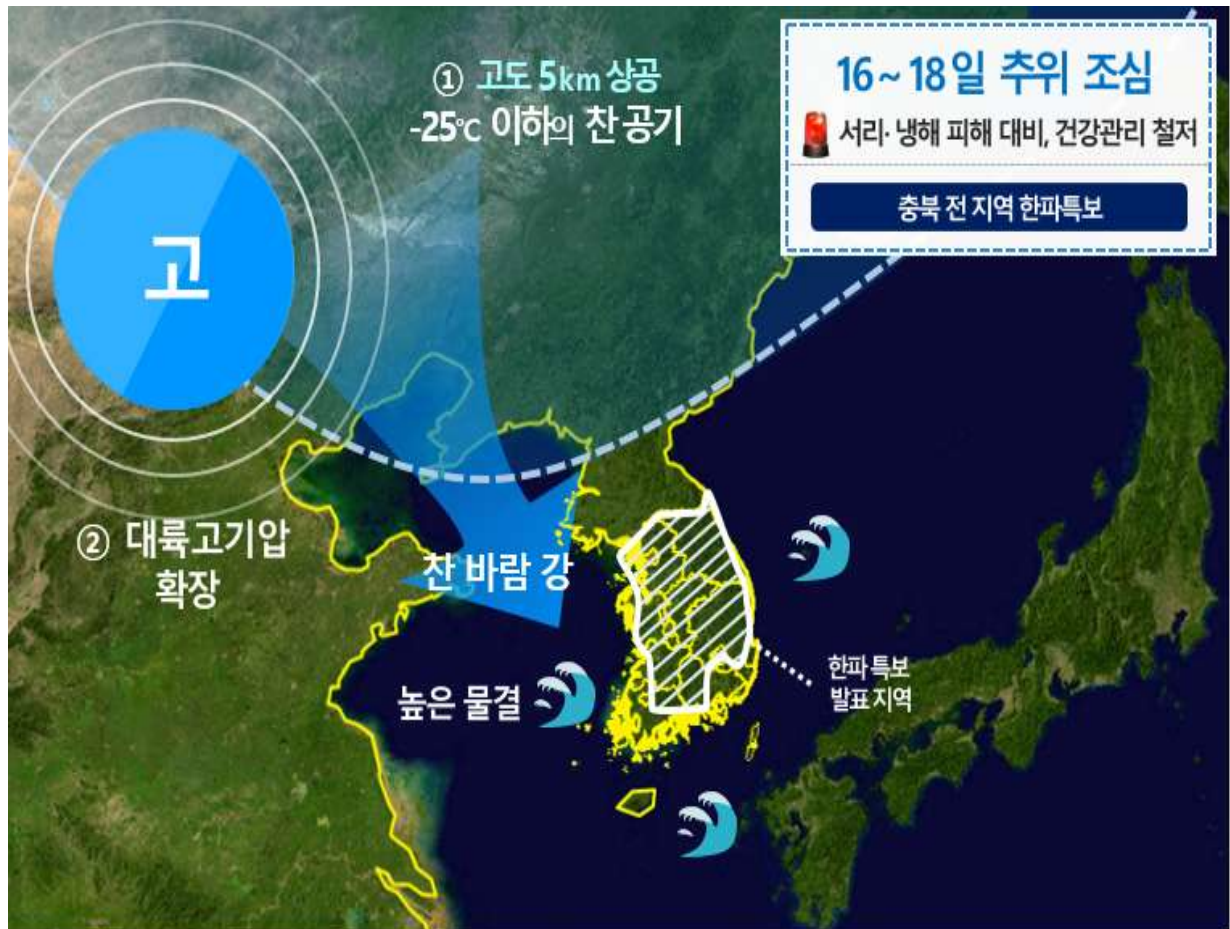 ① 고도 5km 상공
-25℃ 이하의 찬 공기
16~18일 추위 조심
서리·냉해 피해 대비, 건강관리 철저
충북 전 지역 한파특보
고
② 대륙고기압
확장
찬 바람 강
높은 물결
한파 특보
발표 지역